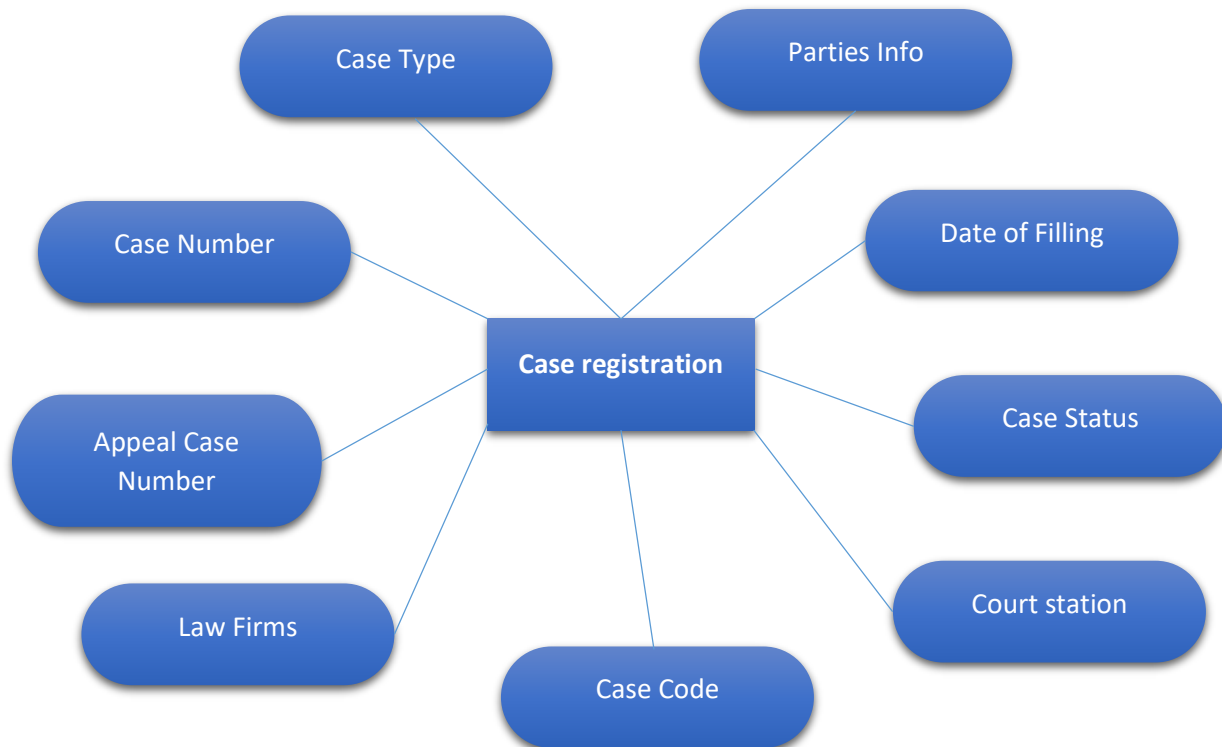 Case Type
Parties Info
Case Number
Date of Filling
Case registration
Appeal Case
Number
Case Status
Law Firms
Court station
Case Code